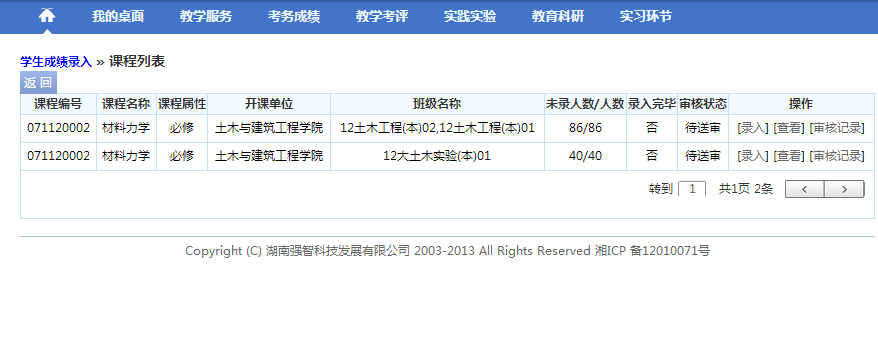 我的桌面 教学服务 考务成绩 教学考评 实践实验 教育科研 实习环节
学生成绩录入 » 课程列表
返 回
课程编号 课程名称 课程属性 开课单位 班级名称 未录人数/人数 录入完毕 审核状态 操作
071120002 材料力学 必修 土木与建筑工程学院 12土木工程(本)02,12土木工程(本)01 86/86 否 待送审 [录入] [查看] [审核记录]
071120002 材料力学 必修 土木与建筑工程学院 12大土木实验(本)01 40/40 否 待送审 [录入] [查看] [审核记录]
转到 1 共1页 2条 < >
Copyright (C) 湖南强智科技发展有限公司 2003-2013 All Rights Reserved 湘ICP 备12010071号